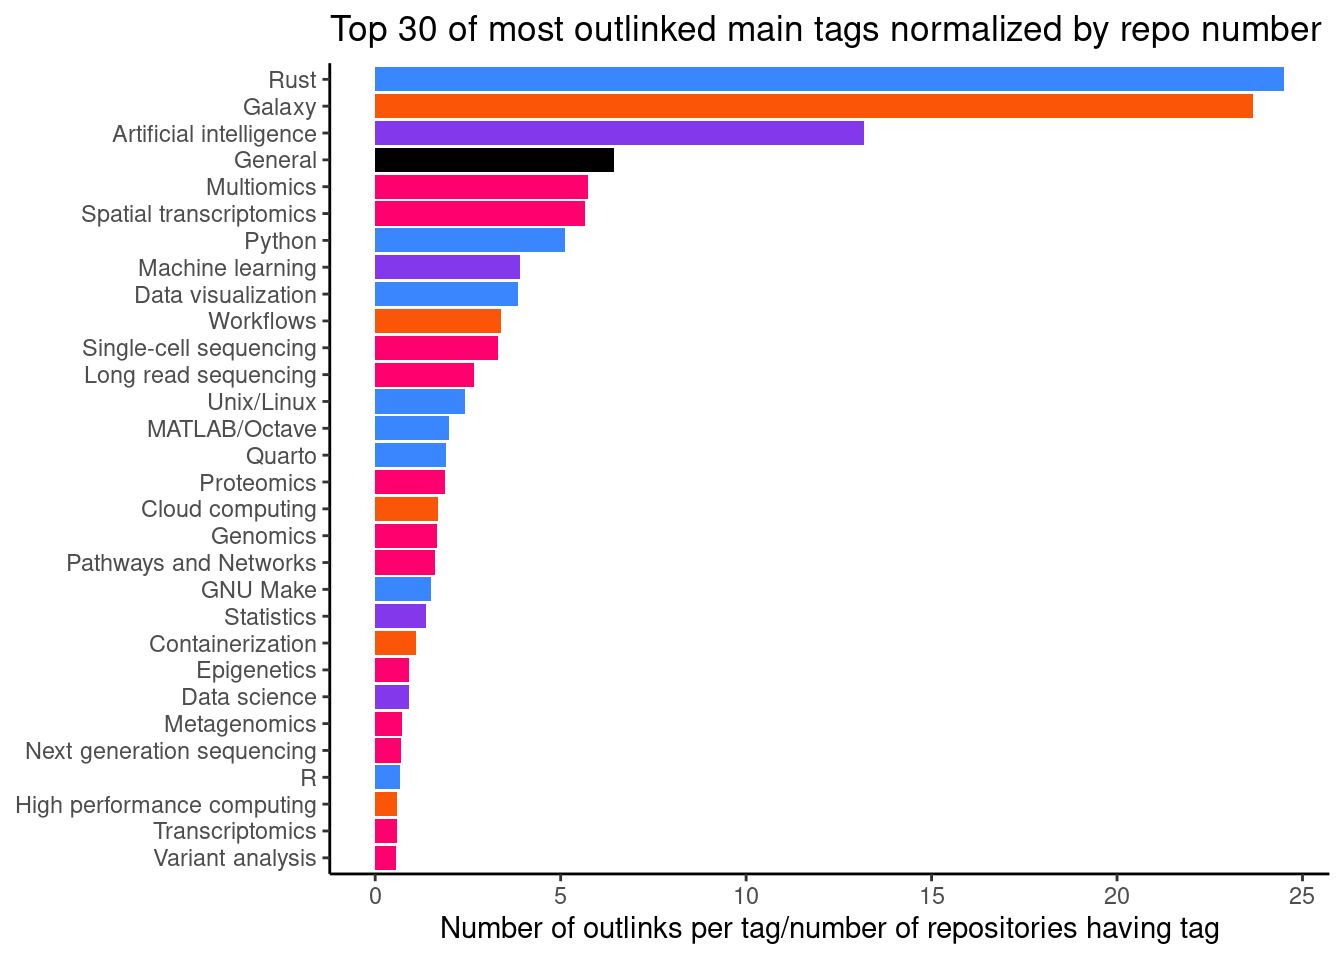 Top 30 of most outlinked main tags normalized by repo number
Rust
Galaxy
Artificial intelligence
General
Multiomics
Spatial transcriptomics
Python
Machine learning
Data visualization
Workflows
Single-cell sequencing
Long read sequencing
Unix/Linux
MATLAB/Octave
Quarto
Proteomics
Cloud computing
Genomics
Pathways and Networks
GNU Make
Statistics
Containerization
Epigenetics
Data science
Metagenomics
Next generation sequencing
R
High performance computing
Transcriptomics
Variant analysis
0 5 10 15 20 25
Number of outlinks per tag/number of repositories having tag